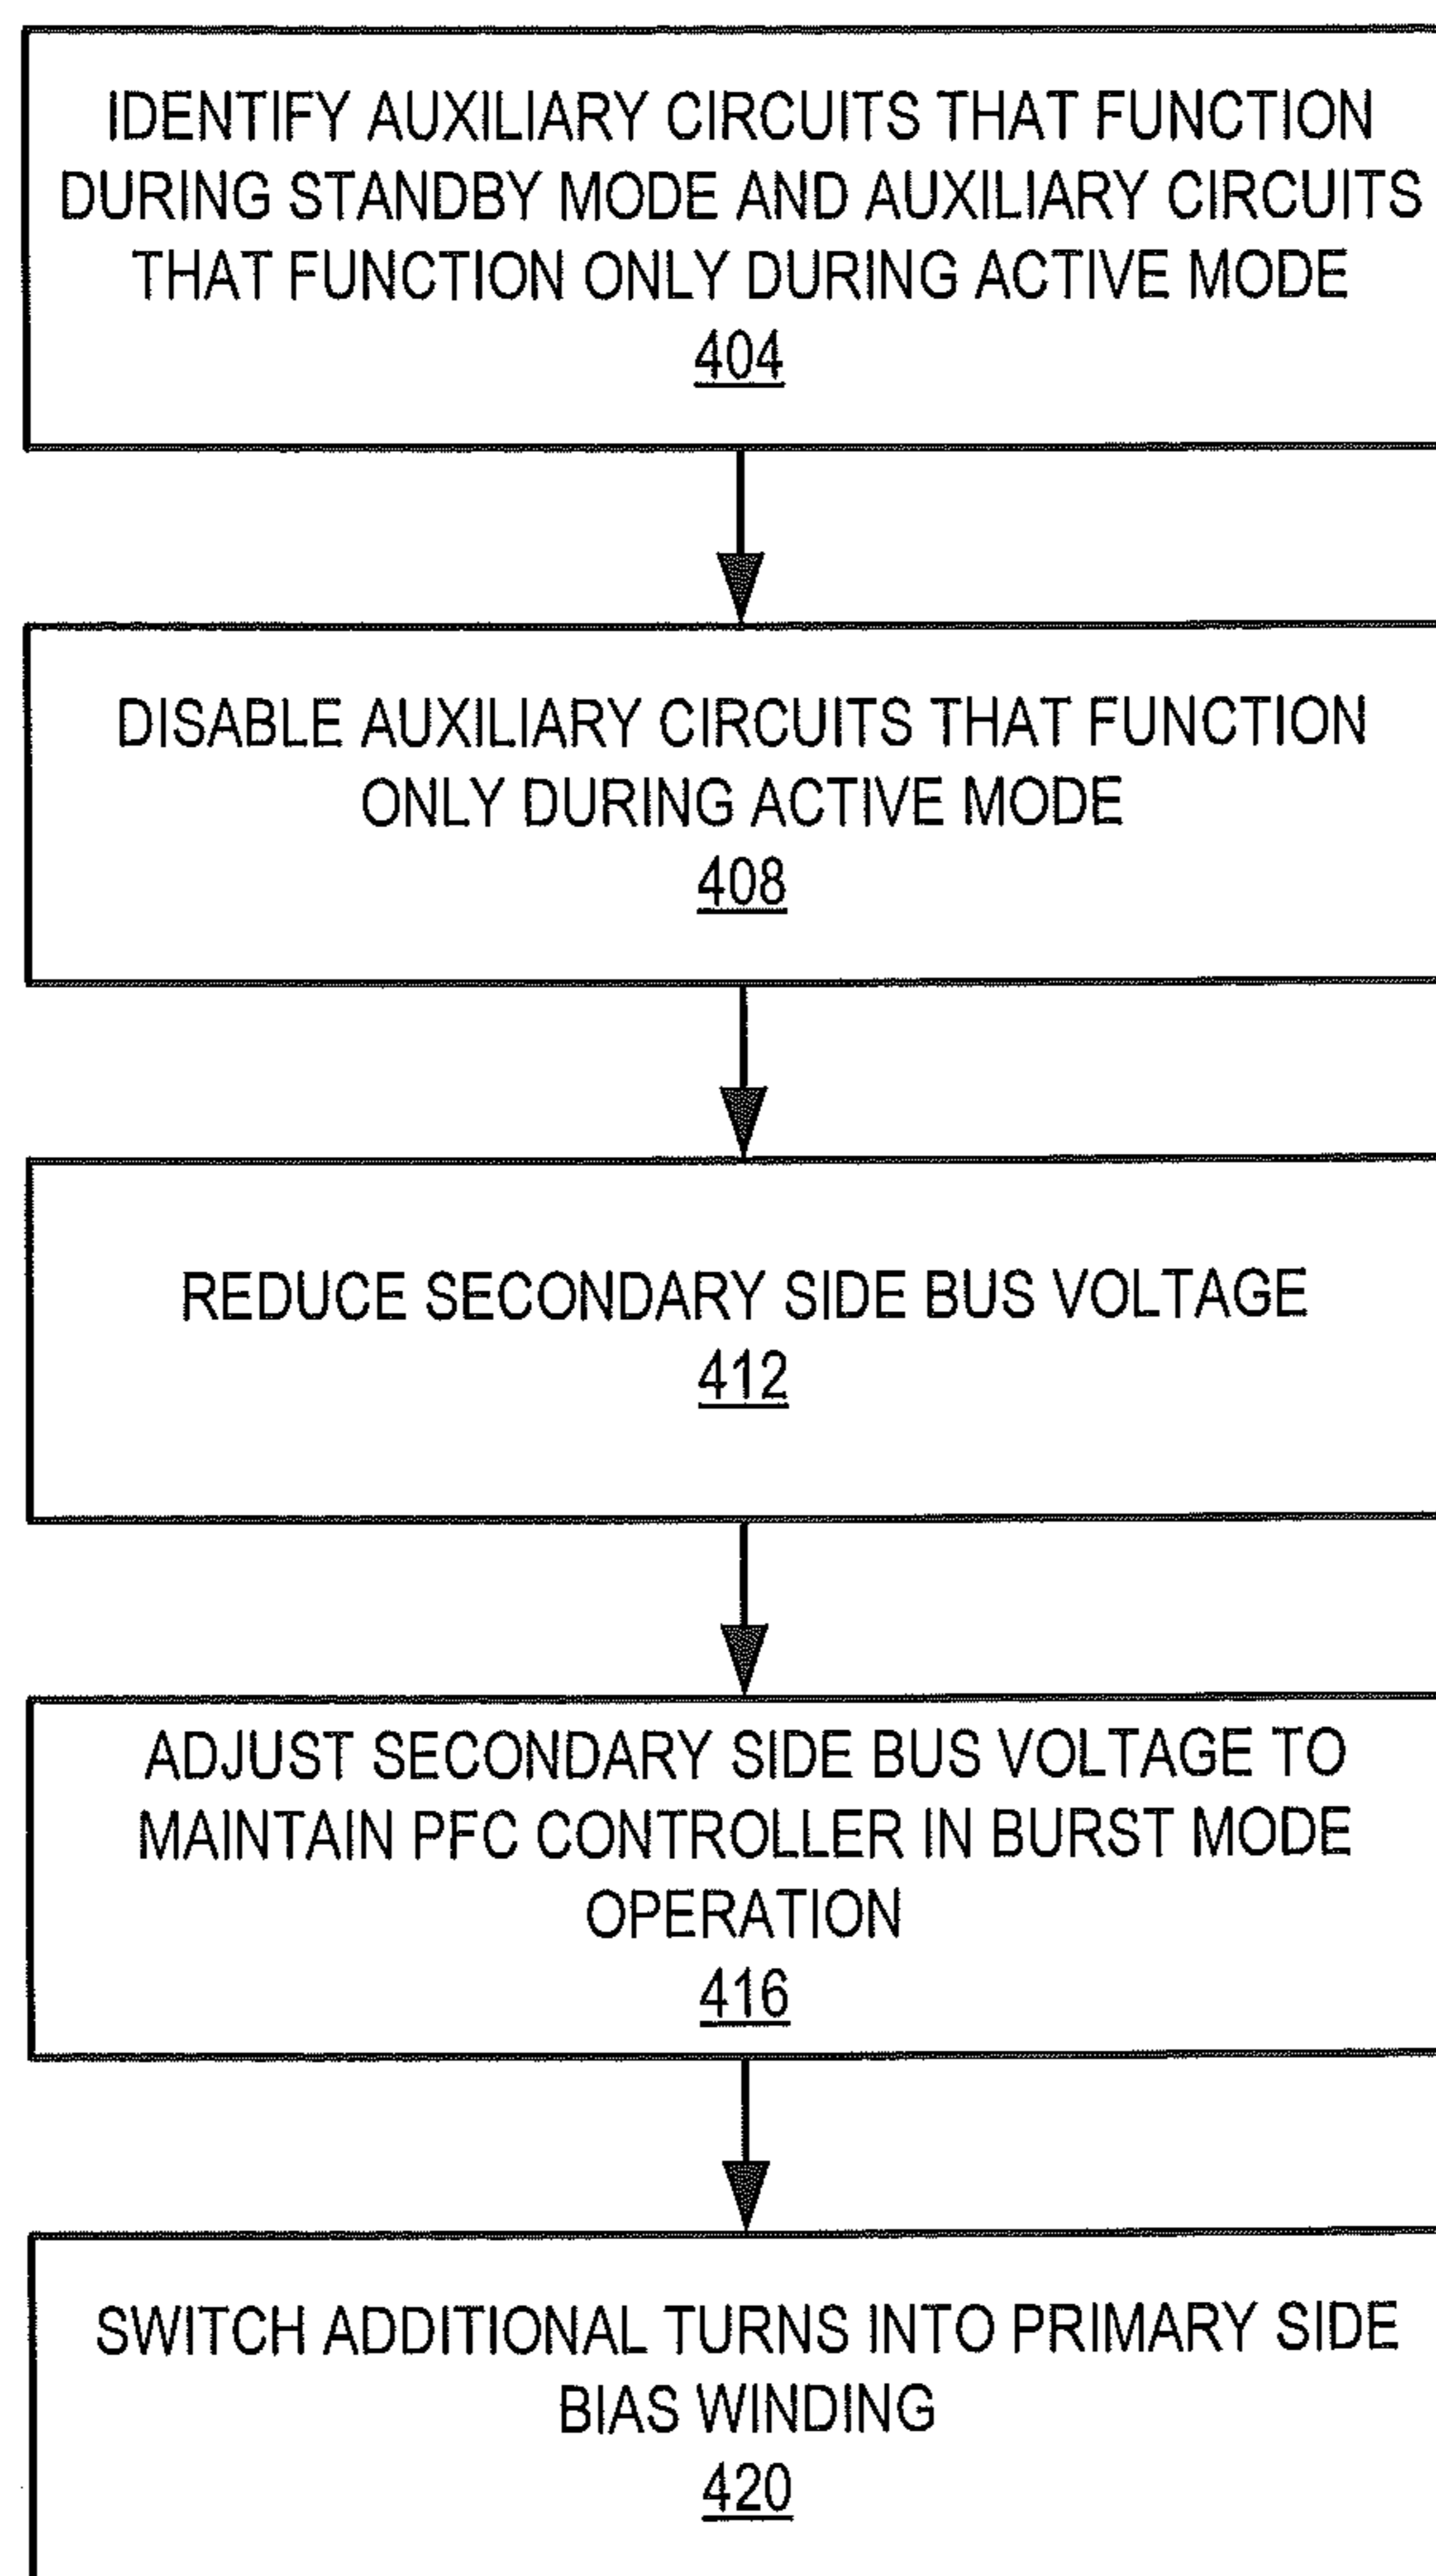 IDENTIFY AUXILIARY CIRCUITS THAT FUNCTION
DURING STANDBY MODE AND AUXILIARY CIRCUITS
THAT FUNCTION ONLY DURING ACTIVE MODE
404
DISABLE AUXILIARY CIRCUITS THAT FUNCTION
ONLY DURING ACTIVE MODE
408
REDUCE SECONDARY SIDE BUS VOLTAGE
412
ADJUST SECONDARY SIDE BUS VOLTAGE TO
MAINTAIN PFC CONTROLLER IN BURST MODE
OPERATION
416
SWITCH ADDITIONAL TURNS INTO PRIMARY SIDE
BIAS WINDING
420